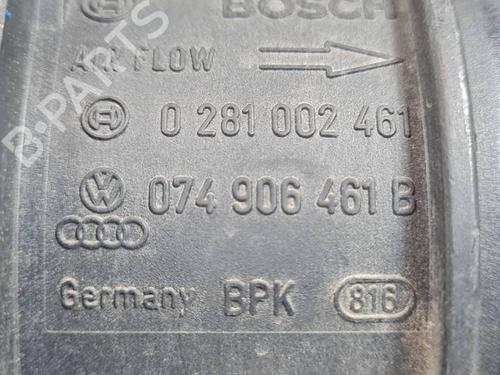 BOSCH
AIR FLOW
0 281 002 461
074 906 461 B
Germany BPK 816
B-PARTS